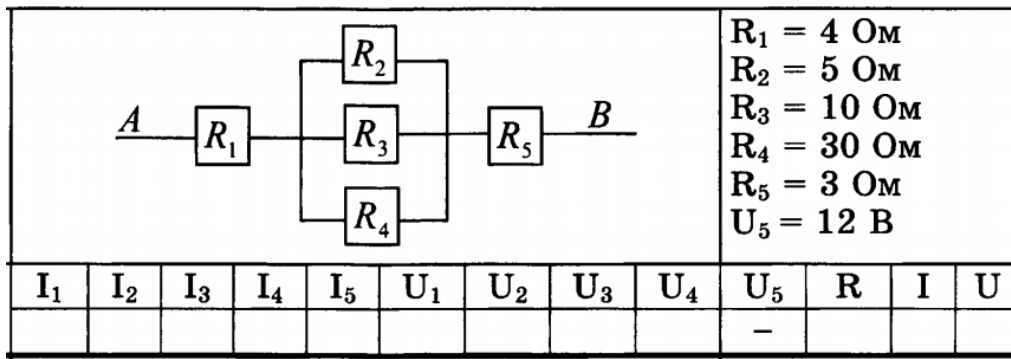 R₂
A R₁ R₃ R₅ B
R₄
R₁ = 4 Ом
R₂ = 5 Ом
R₃ = 10 Ом
R₄ = 30 Ом
R₅ = 3 Ом
U₅ = 12 В
I₁ I₂ I₃ I₄ I₅ U₁ U₂ U₃ U₄ U₅ R I U
–